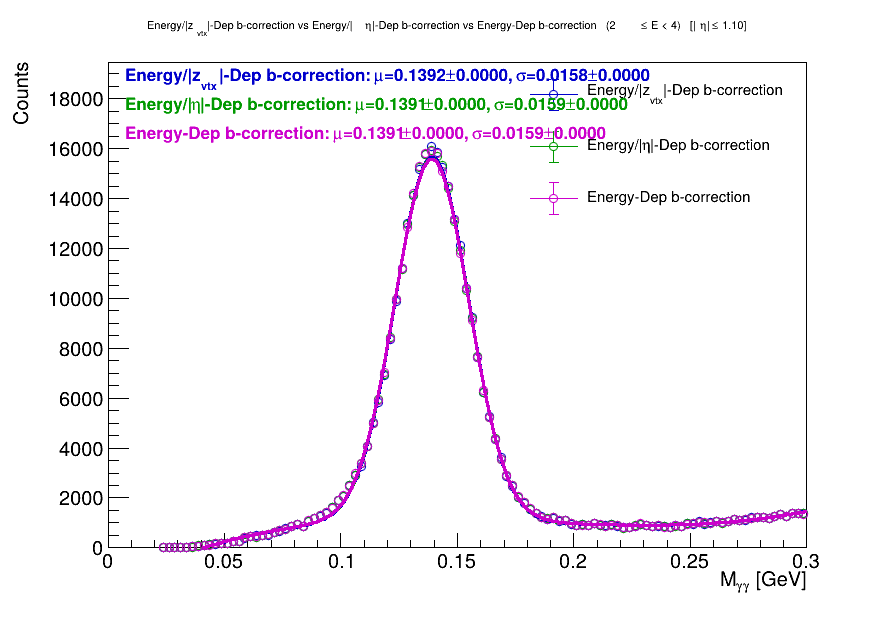 Energy/|z_vtx|-Dep b-correction vs Energy/|η|-Dep b-correction vs Energy-Dep b-correction (2 ≤ E < 4) [|η| ≤ 1.10]
Counts
Energy/|z_vtx|-Dep b-correction: μ=0.1392±0.0000, σ=0.0158±0.0000
Energy/|η|-Dep b-correction: μ=0.1391±0.0000, σ=0.0159±0.0000
Energy-Dep b-correction: μ=0.1391±0.0000, σ=0.0159±0.0000
Energy/|z_vtx|-Dep b-correction
Energy/|η|-Dep b-correction
Energy-Dep b-correction
18000
16000
14000
12000
10000
8000
6000
4000
2000
0
0 0.05 0.1 0.15 0.2 0.25 0.3
M_γγ [GeV]